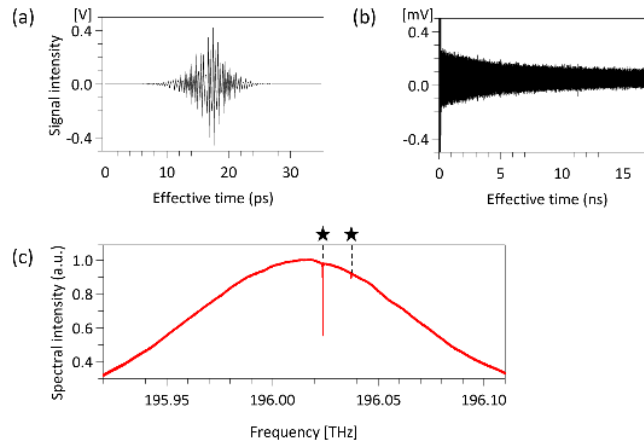 (a)
[V]
0.4
0.0
-0.4
Signal intensity
0
10
20
30
Effective time (ps)
(b)
[mV]
0.4
0.0
-0.4
0
5
10
15
Effective time (ns)
(c)
★ ★
1.0
0.8
0.6
0.4
Spectral intensity (a.u.)
195.95
196.00
196.05
196.10
Frequency [THz]